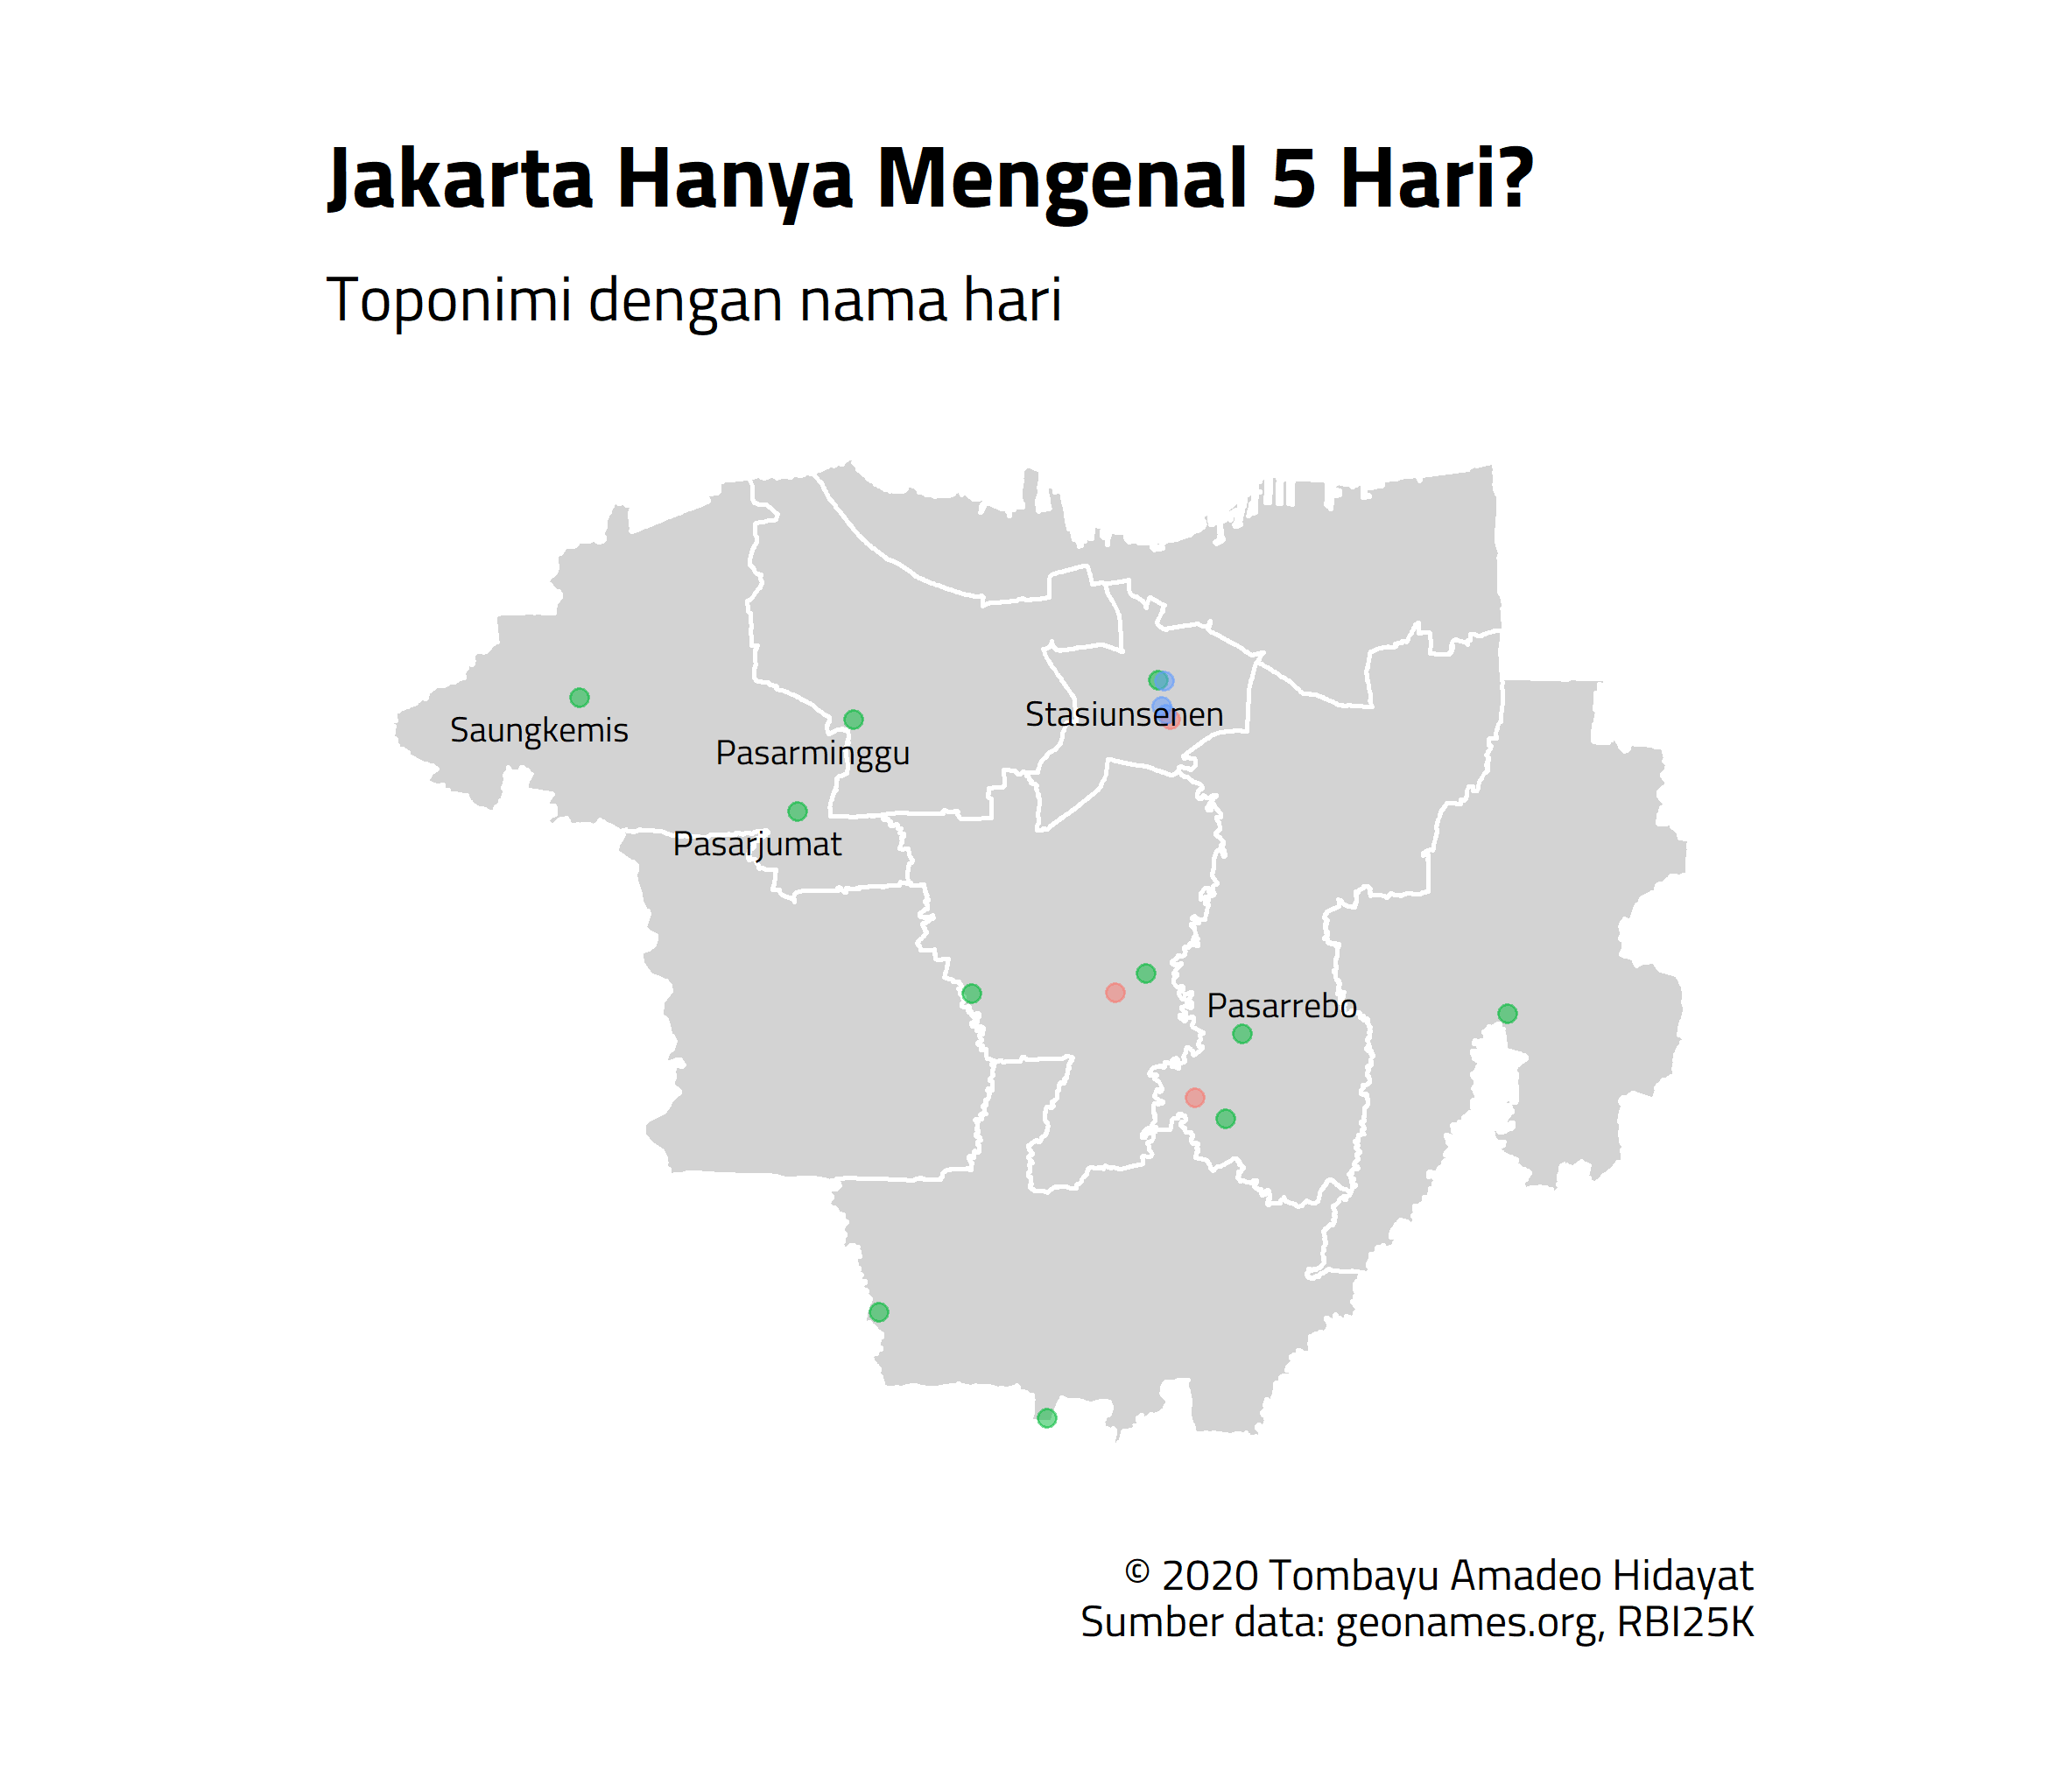 Jakarta Hanya Mengenal 5 Hari?
Toponimi dengan nama hari
Saungkemis
Pasarminggu
Stasiunsenen
Pasarjumat
Pasarrebo
© 2020 Tombayu Amadeo Hidayat
Sumber data: geonames.org, RBI25K